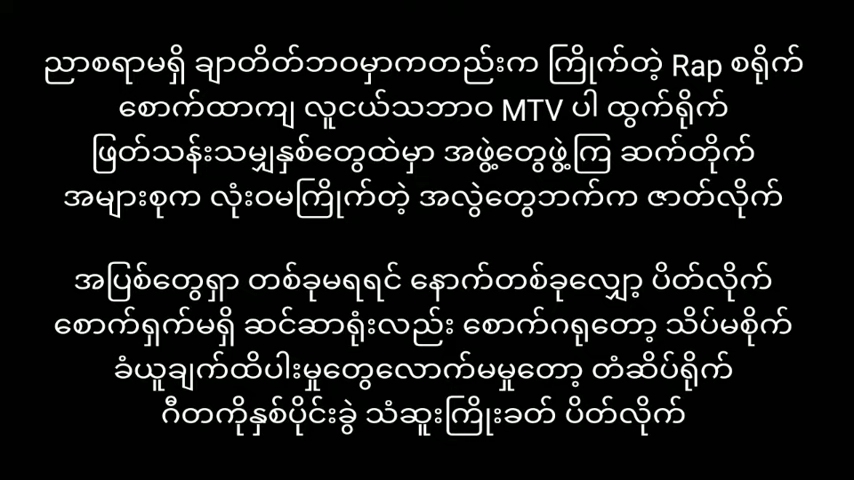 ညာစရာမရှိ ချာတိတ်ဘဝမှာကတည်းက ကြိုက်တဲ့ Rap စရိုက်
စောက်ထာကျ လူငယ်သဘာဝ MTV ပါ ထွက်ရိုက်
ဖြတ်သန်းသမျှနှစ်တွေထဲမှာ အဖွဲ့တွေဖွဲ့ကြ ဆက်တိုက်
အများစုက လုံးဝမကြိုက်တဲ့ အလွဲတွေဘက်က ဇာတ်လိုက်
အပြစ်တွေရှာ တစ်ခုမရရင် နောက်တစ်ခုလျှော့ ပိတ်လိုက်
စောက်ရှက်မရှိ ဆင်ဆာရုံးလည်း စောက်ဂရုတော့ သိပ်မစိုက်
ခံယူချက်ထိပါးမှုတွေလောက်မမှုတော့ တံဆိပ်ရိုက်
ဂီတကိုနှစ်ပိုင်းခွဲ သံဆူးကြိုးခတ် ပိတ်လိုက်